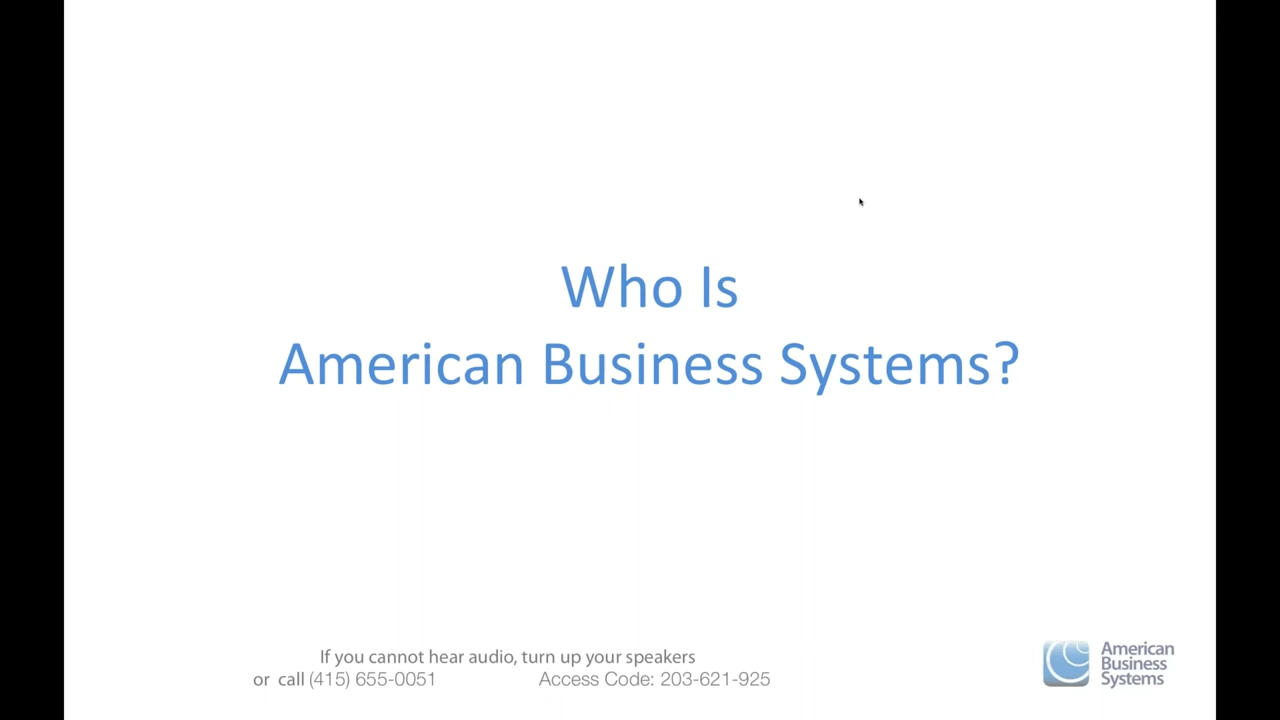 Who Is
American Business Systems?
If you cannot hear audio, turn up your speakers
or call (415) 655-0051 Access Code: 203-621-925
American
Business
Systems